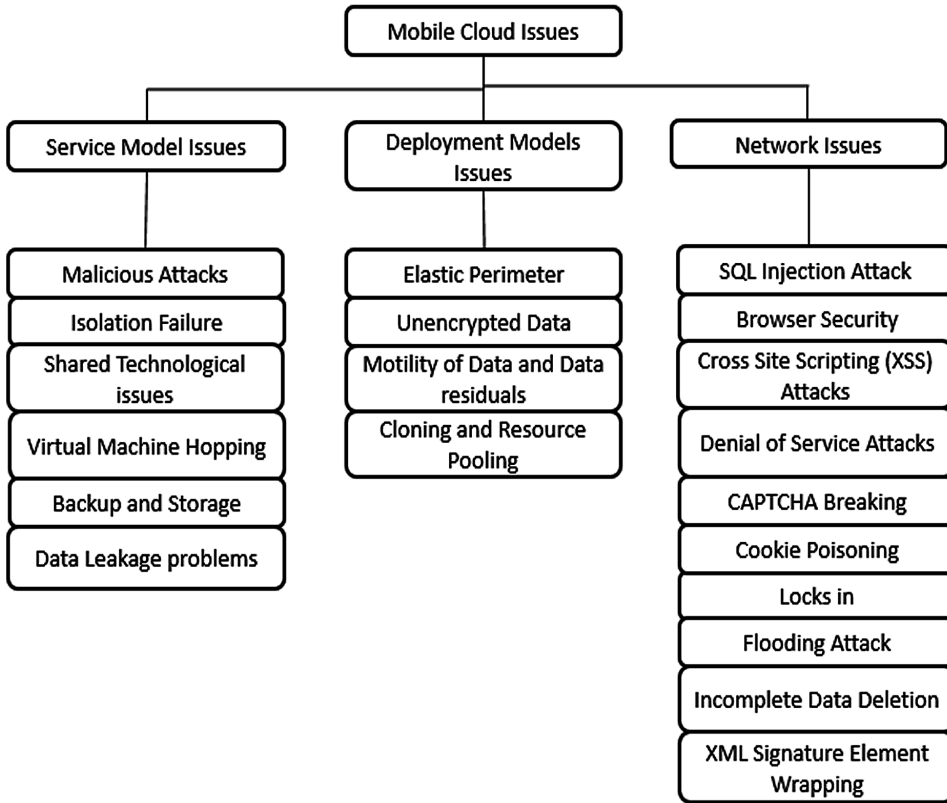 Mobile Cloud Issues
Service Model Issues
Malicious Attacks
Isolation Failure
Shared Technological
issues
Virtual Machine Hopping
Backup and Storage
Data Leakage problems
Deployment Models
Issues
Elastic Perimeter
Unencrypted Data
Motility of Data and Data
residuals
Cloning and Resource
Pooling
Network Issues
SQL Injection Attack
Browser Security
Cross Site Scripting (XSS)
Attacks
Denial of Service Attacks
CAPTCHA Breaking
Cookie Poisoning
Locks in
Flooding Attack
Incomplete Data Deletion
XML Signature Element
Wrapping